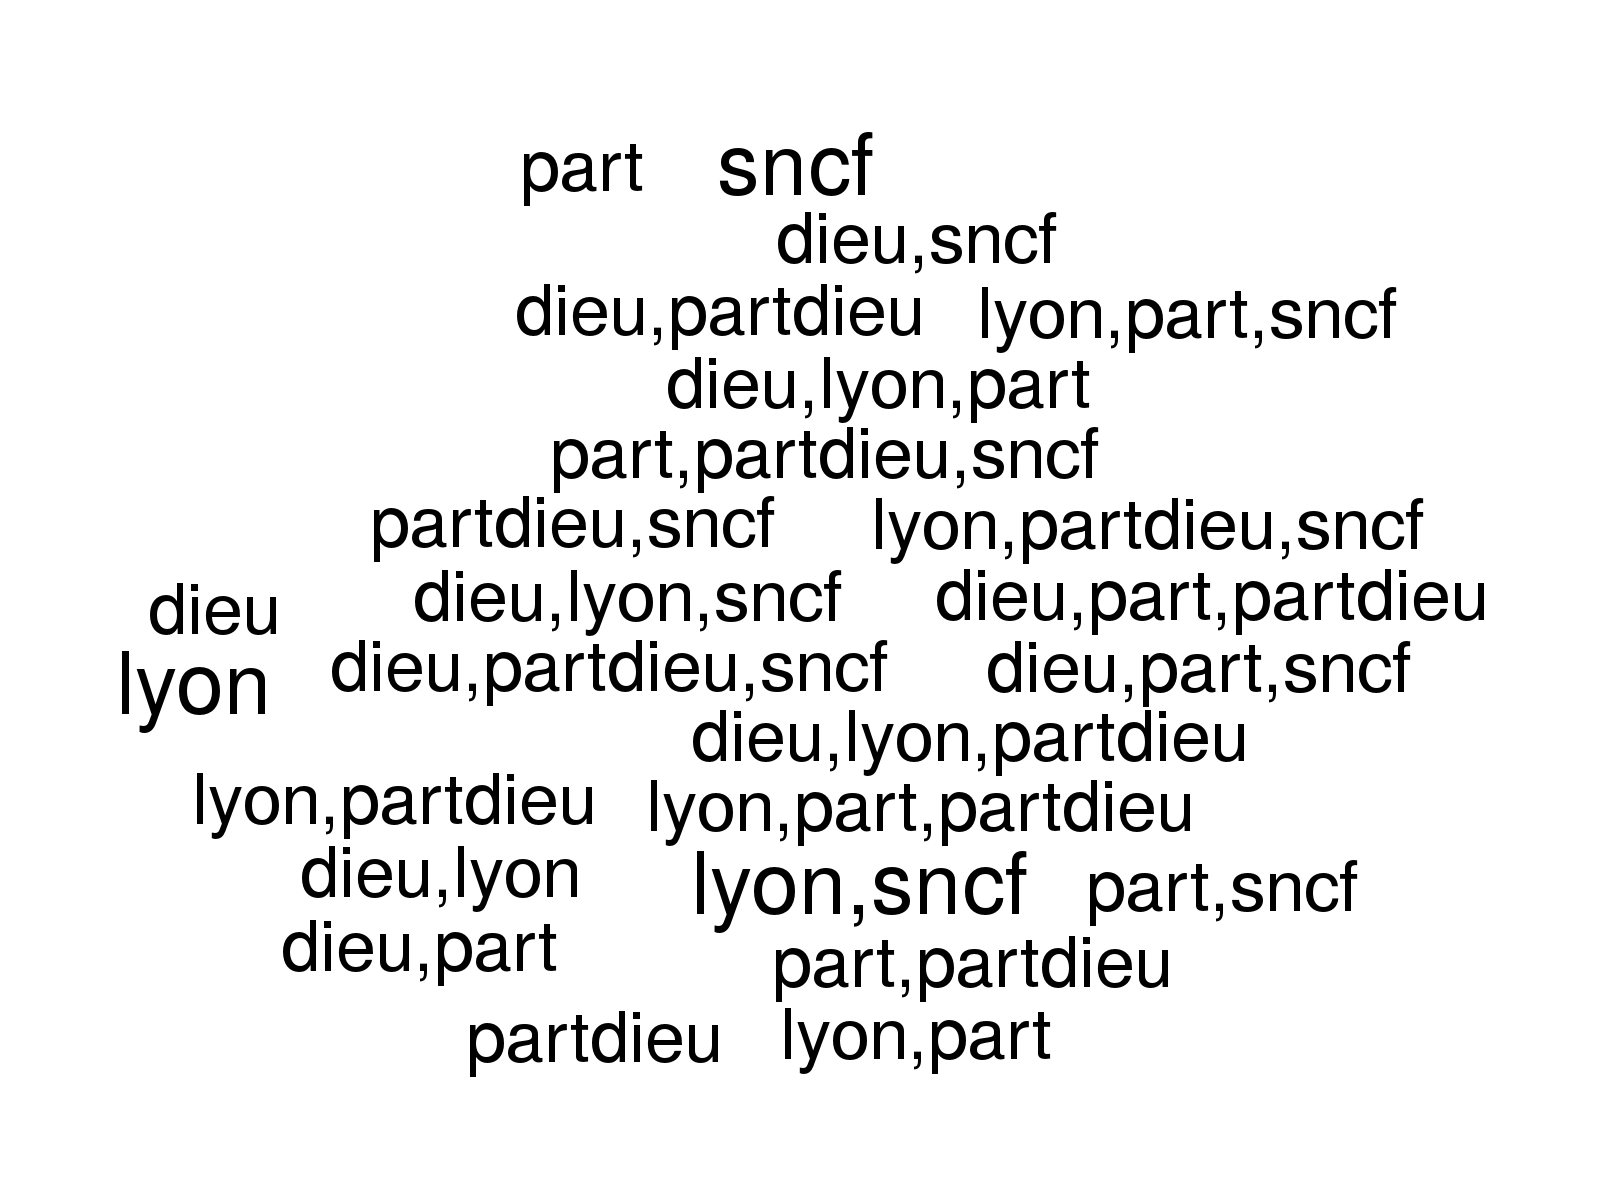 part sncf
dieu,sncf
dieu,partdieu lyon,part,sncf
dieu,lyon,part
part,partdieu,sncf
partdieu,sncf lyon,partdieu,sncf
dieu dieu,lyon,sncf dieu,part,partdieu
lyon dieu,partdieu,sncf dieu,part,sncf
dieu,lyon,partdieu
lyon,partdieu lyon,part,partdieu
dieu,lyon lyon,sncf part,sncf
dieu,part part,partdieu
partdieu lyon,part